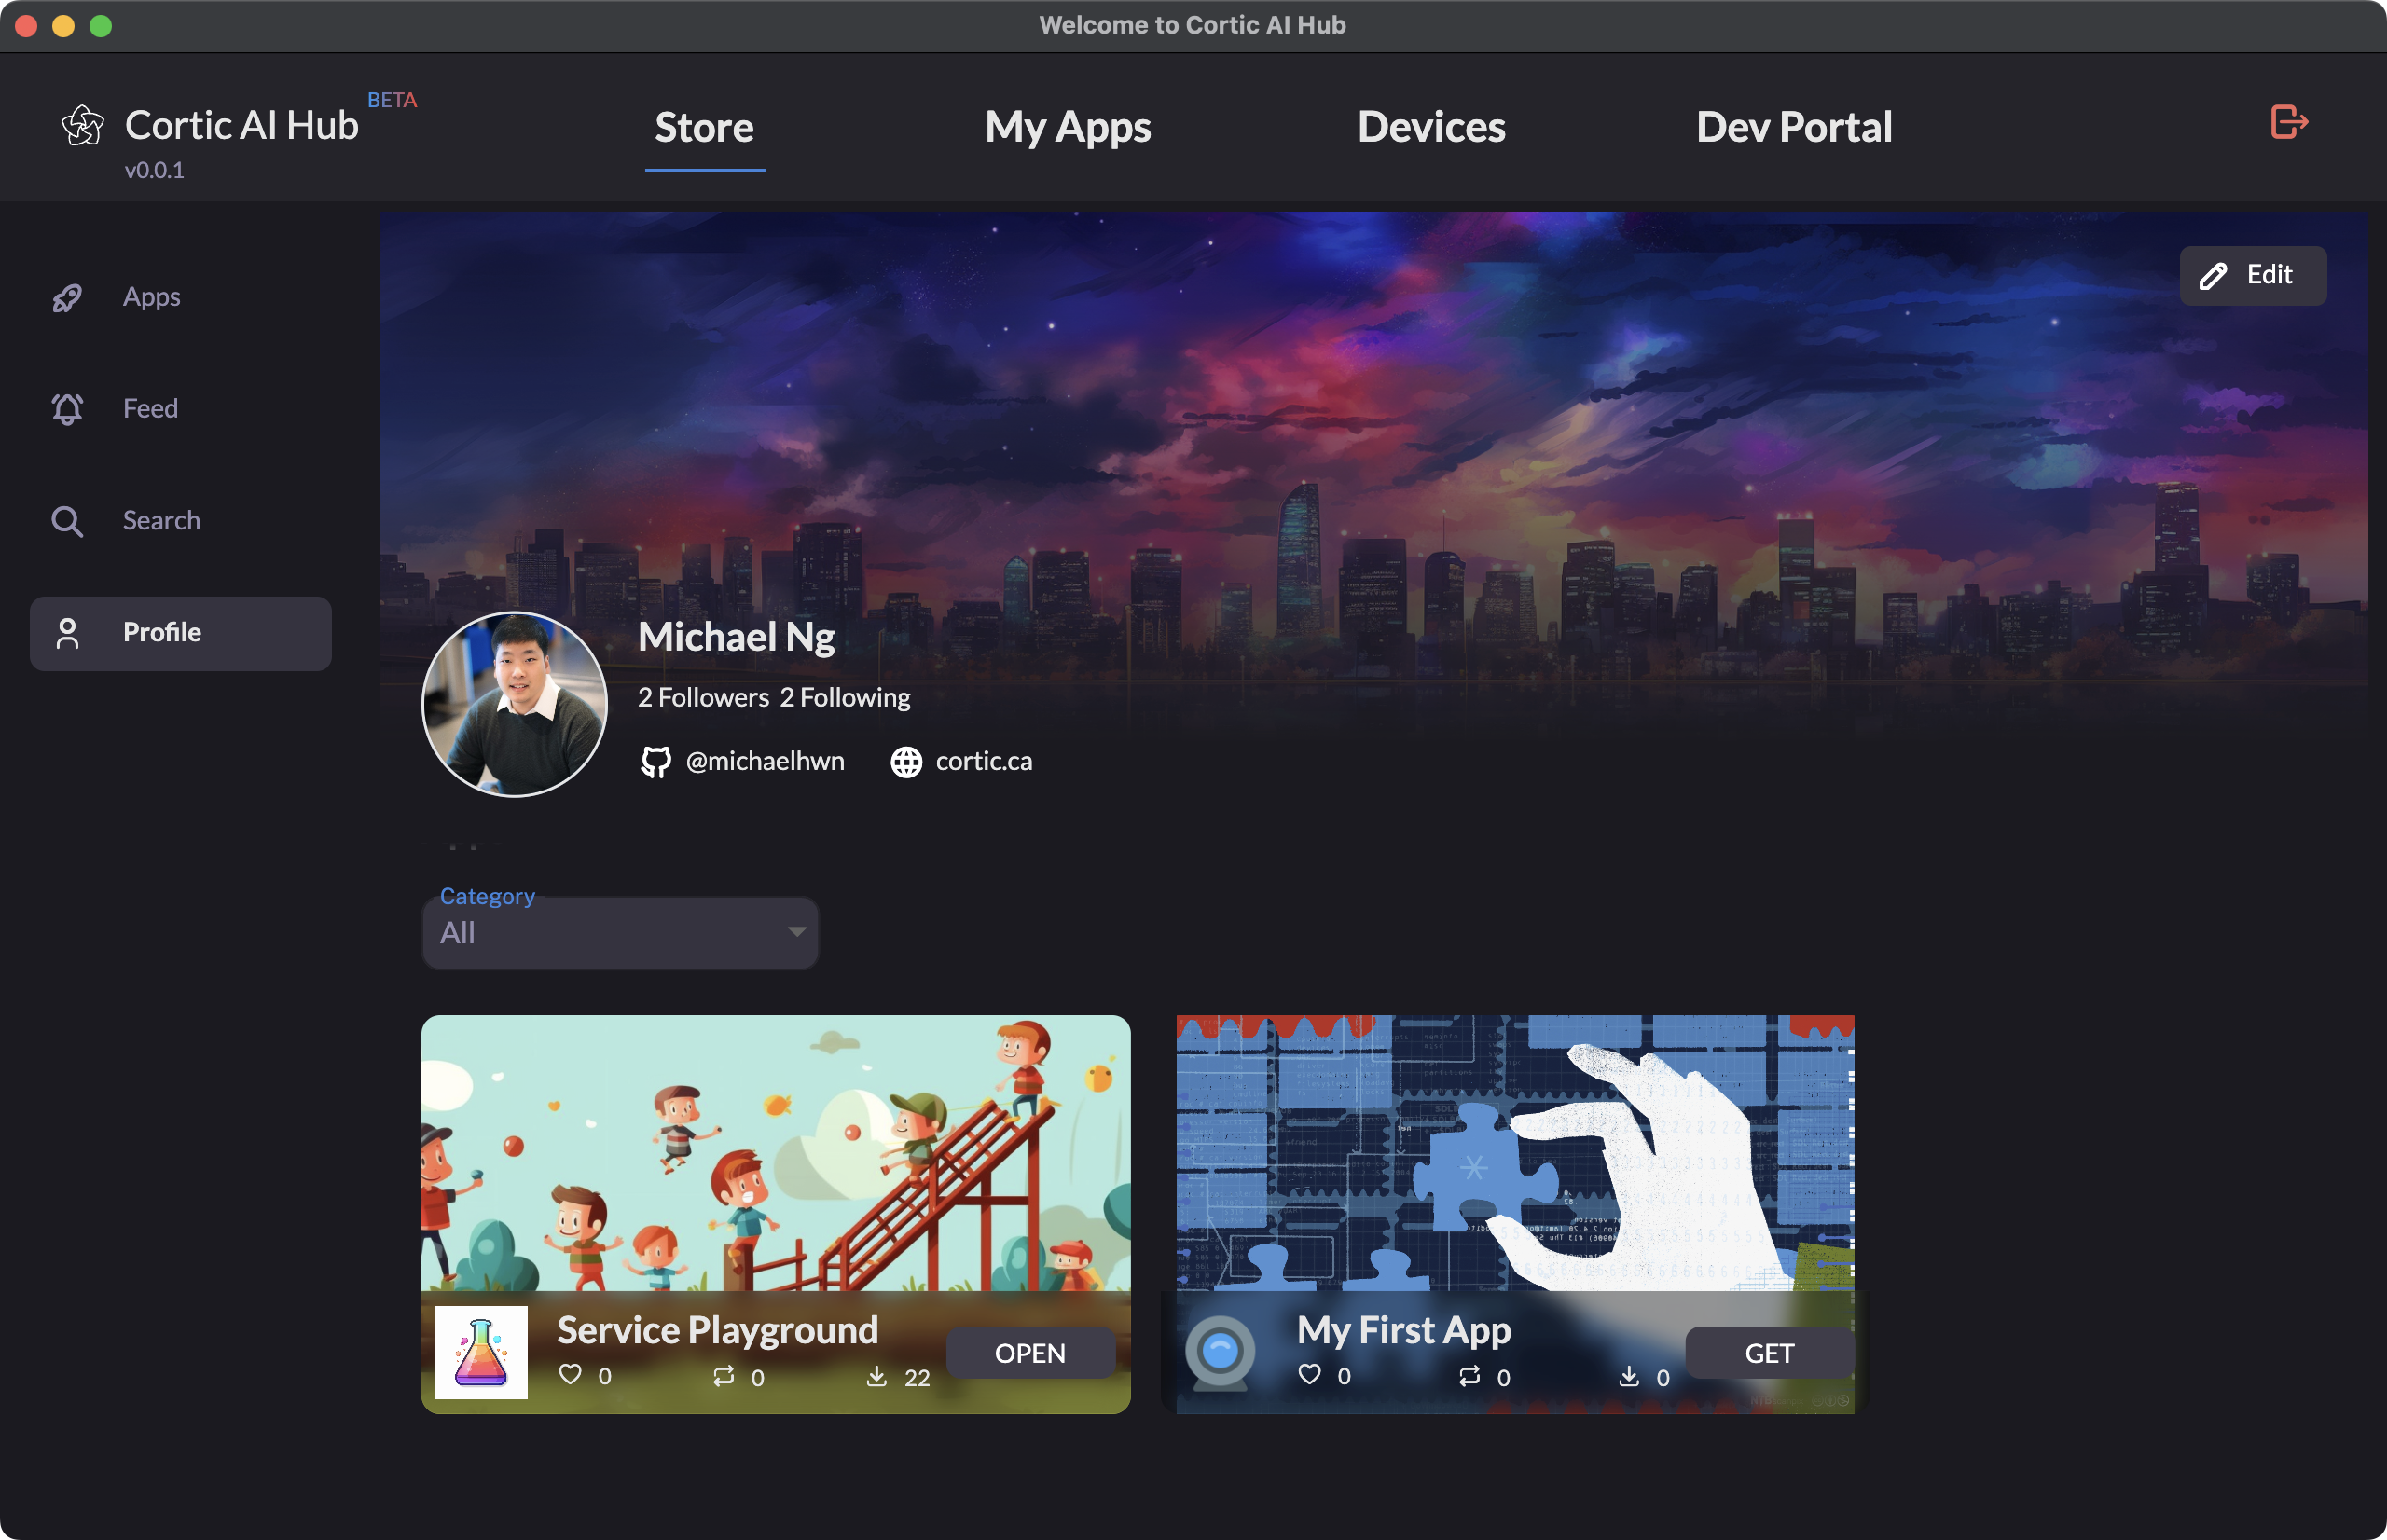 Welcome to Cortic AI Hub
Cortic AI Hub BETA
v0.0.1
Store
My Apps
Devices
Dev Portal
Apps
Feed
Search
Profile
Edit
Michael Ng
2 Followers 2 Following
@michaelhwn
cortic.ca
Category
All
Service Playground
0
0
22
OPEN
My First App
0
0
0
GET